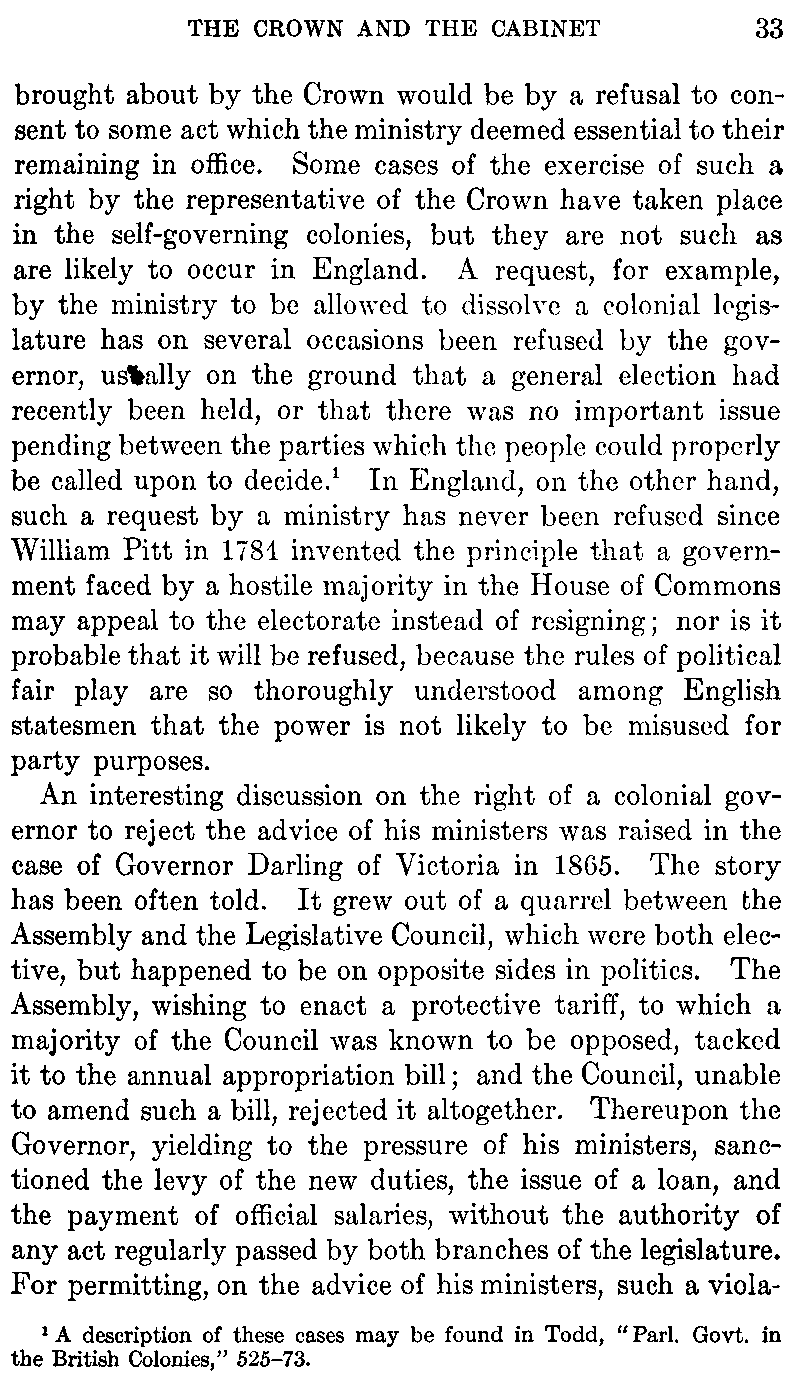 THE CROWN AND THE CABINET 33
brought about by the Crown would be by a refusal to con-
sent to some act which the ministry deemed essential to their
remaining in office. Some cases of the exercise of such a
right by the representative of the Crown have taken place
in the self-governing colonies, but they are not such as
are likely to occur in England. A request, for example,
by the ministry to be allowed to dissolve a colonial legis-
lature has on several occasions been refused by the gov-
ernor, usually on the ground that a general election had
recently been held, or that there was no important issue
pending between the parties which the people could properly
be called upon to decide.¹ In England, on the other hand,
such a request by a ministry has never been refused since
William Pitt in 1784 invented the principle that a govern-
ment faced by a hostile majority in the House of Commons
may appeal to the electorate instead of resigning; nor is it
probable that it will be refused, because the rules of political
fair play are so thoroughly understood among English
statesmen that the power is not likely to be misused for
party purposes.
An interesting discussion on the right of a colonial gov-
ernor to reject the advice of his ministers was raised in the
case of Governor Darling of Victoria in 1865. The story
has been often told. It grew out of a quarrel between the
Assembly and the Legislative Council, which were both elec-
tive, but happened to be on opposite sides in politics. The
Assembly, wishing to enact a protective tariff, to which a
majority of the Council was known to be opposed, tacked
it to the annual appropriation bill; and the Council, unable
to amend such a bill, rejected it altogether. Thereupon the
Governor, yielding to the pressure of his ministers, sanc-
tioned the levy of the new duties, the issue of a loan, and
the payment of official salaries, without the authority of
any act regularly passed by both branches of the legislature.
For permitting, on the advice of his ministers, such a viola-
¹ A description of these cases may be found in Todd, "Parl. Govt. in
the British Colonies," 525–73.